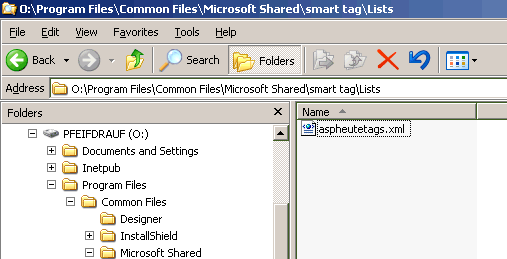 O:\Program Files\Common Files\Microsoft Shared\smart tag\Lists
File Edit View Favorites Tools Help
Back Search Folders
Address O:\Program Files\Common Files\Microsoft Shared\smart tag\Lists
Folders
Name
PFEIFDRAUF (O:)
aspheutetags.xml
Documents and Settings
Inetpub
Program Files
Common Files
Designer
InstallShield
Microsoft Shared